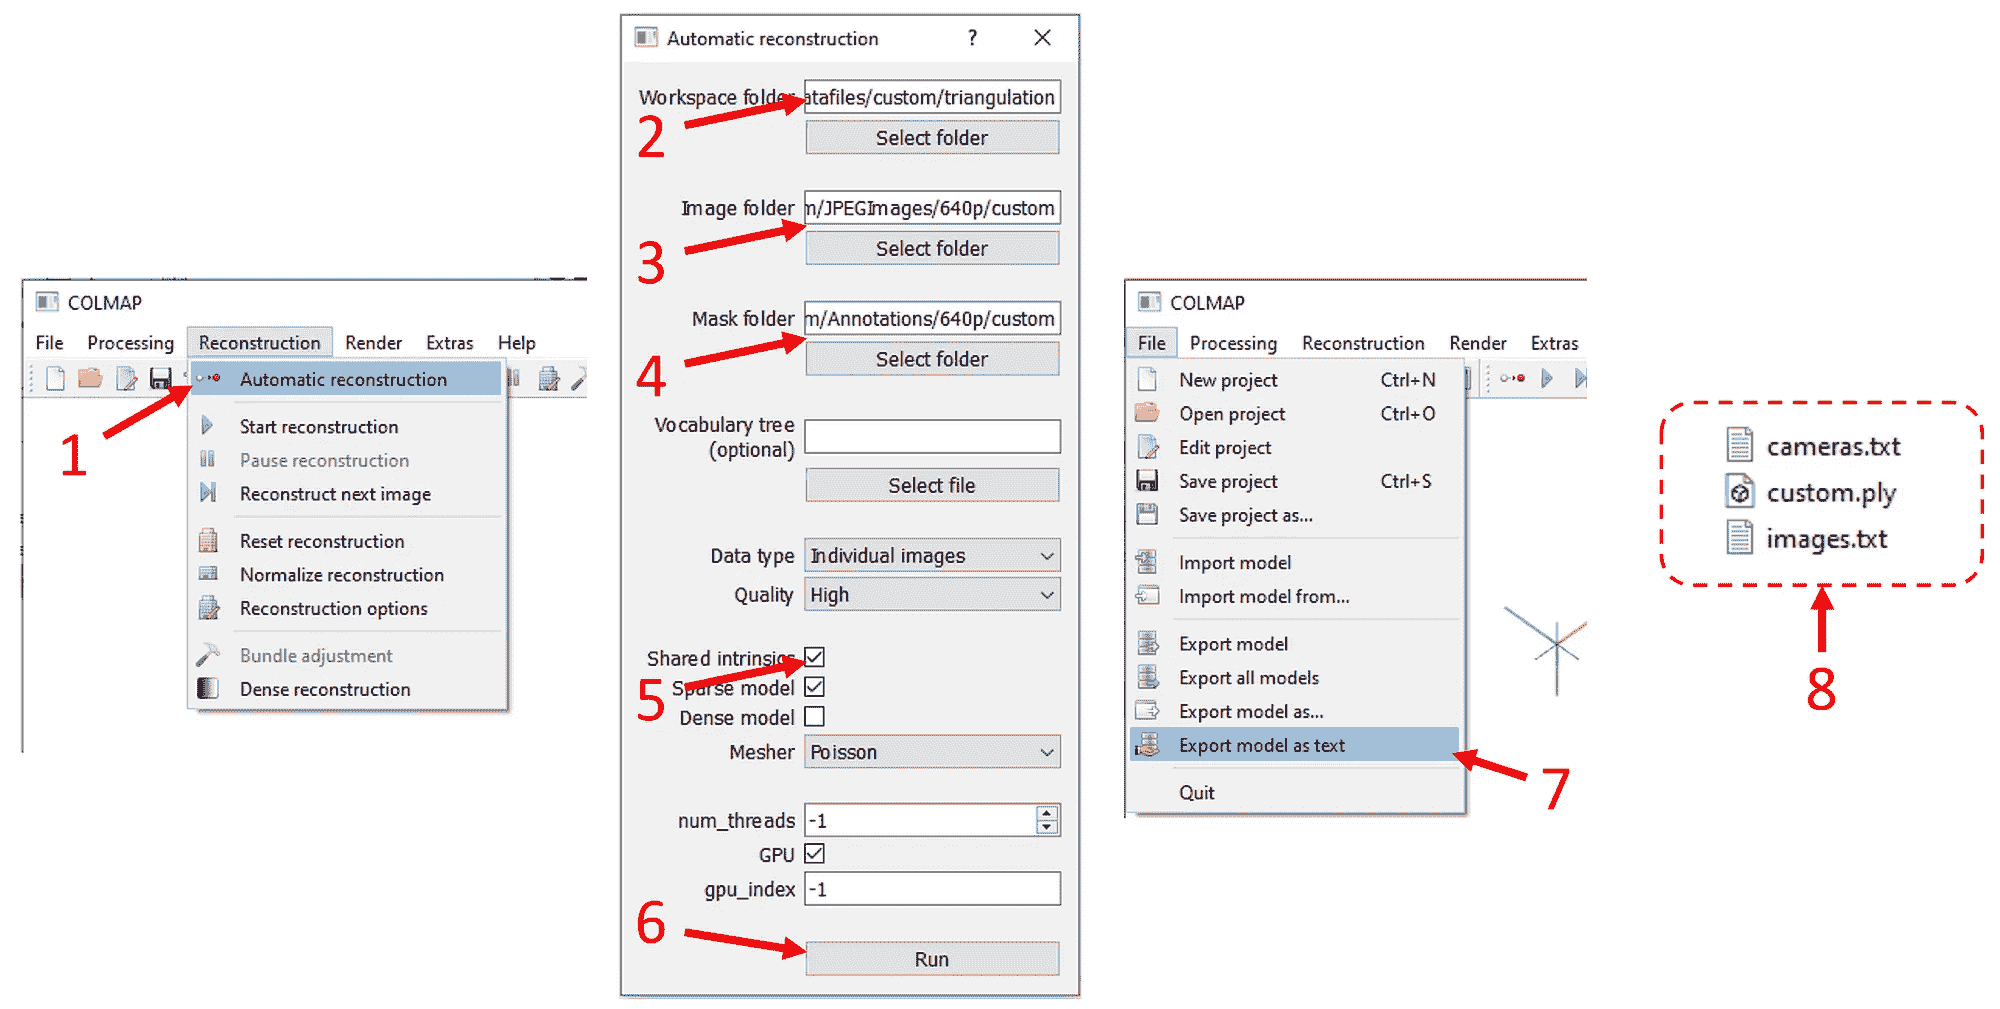 COLMAP
File Processing Reconstruction Render Extras Help
Automatic reconstruction
Start reconstruction
Pause reconstruction
Reconstruct next image
Reset reconstruction
Normalize reconstruction
Reconstruction options
Bundle adjustment
Dense reconstruction
1
Automatic reconstruction ?
Workspace folder atafiles/custom/triangulation
2 Select folder
Image folder m/JPEGImages/640p/custom
3 Select folder
Mask folder m/Annotations/640p/custom
4 Select folder
Vocabulary tree
(optional)
Select file
Data type Individual images
Quality High
Shared intrinsics
5 Sparse model
Dense model
Mesher Poisson
num_threads -1
GPU
gpu_index -1
6
Run
COLMAP
File Processing Reconstruction Render Extras
New project Ctrl+N
Open project Ctrl+O
Edit project
Save project Ctrl+S
Save project as...
Import model
Import model from...
Export model
Export all models
Export model as...
Export model as text
Quit
7
cameras.txt
custom.ply
images.txt
8